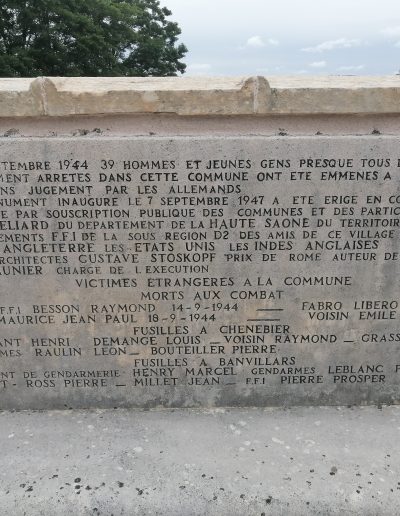 TEMBRE 1944 39 HOMMES ET JEUNES GENS PRESQUE TOUS
MENT ARRETES DANS CETTE COMMUNE ONT ETE EMMENES A
NS JUGEMENT PAR LES ALLEMANDS
NUMENT INAUGURE LE 7 SEPTEMBRE 1947 A ETE ERIGE EN CO
E PAR SOUSCRIPTION PUBLIQUE DES COMMUNES ET DES PARTIC
ELIARD DU DEPARTEMENT DE LA HAUTE SAONE DU TERRITOIR
EMENTS F.F.I DE LA SOUS REGION D2 DES AMIS DE CE VILLAGE
ANGLETERRE LES ETATS UNIS LES INDES ANGLAISES
ARCHITECTES GUSTAVE STOSKOPF PRIX DE ROME AUTEUR DE
AUNIER CHARGE DE L EXECUTION
VICTIMES ETRANGERES A LA COMMUNE
MORTS AUX COMBAT
F.F.I BESSON RAYMOND 14-9-1944 — FABRO LIBERO
MAURICE JEAN PAUL 18-9-1944 — VOISIN EMILE
FUSILLES A CHENEBIER
ANT HENRI DEMANGE LOUIS — VOISIN RAYMOND — GRASS
MES RAULIN LEON — BOUTEILLER PIERRE
FUSILLES A BANVILLARS
NT DE GENDARMERIE HENRY MARCEL GENDARMES LEBLANC F
T - ROSS PIERRE — MILLET JEAN — F.F.I PIERRE PROSPER